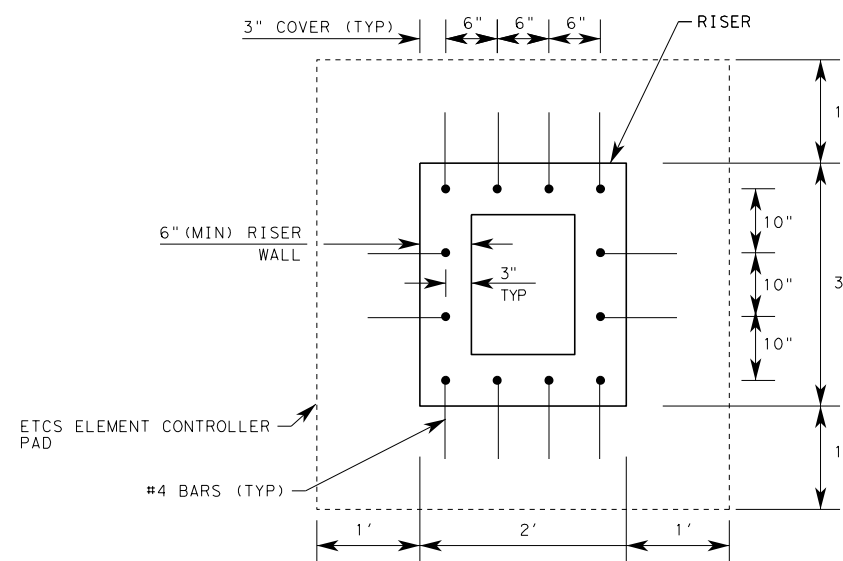 3" COVER (TYP)
6"
6"
6"
RISER
1
6"(MIN) RISER
WALL
10"
3"
TYP
10"
3
10"
ETCS ELEMENT CONTROLLER
PAD
1
#4 BARS (TYP)
1'
2'
1'